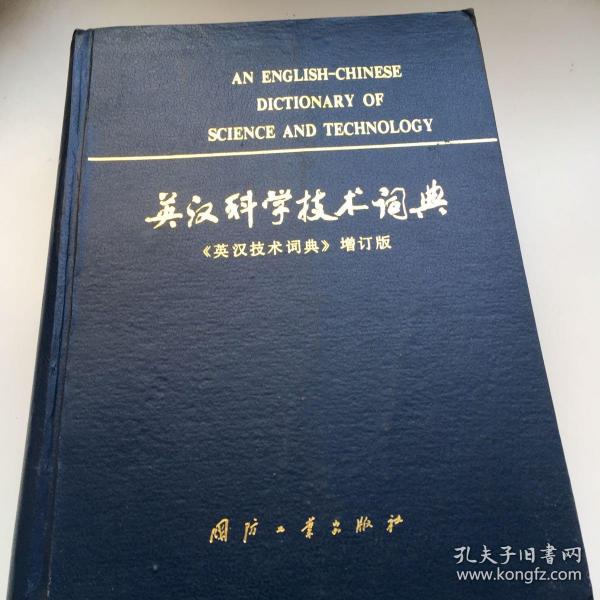 AN ENGLISH-CHINESE
DICTIONARY OF
SCIENCE AND TECHNOLOGY
英汉科学技术词典
《英汉技术词典》增订版
国防工业出版社
孔夫子旧书网
www.kongfz.com